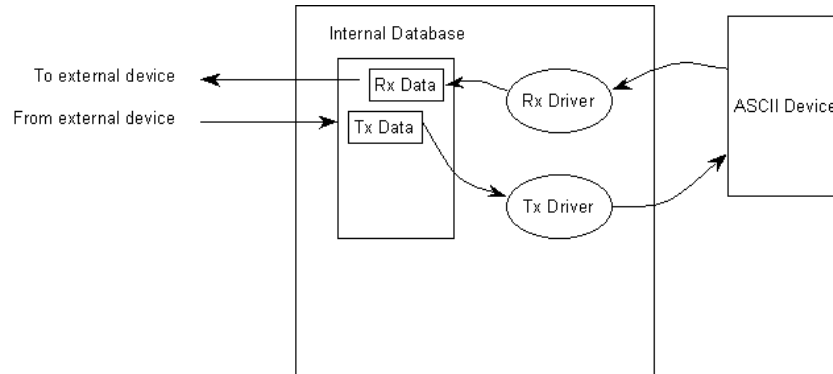 Internal Database
To external device
Rx Data
Rx Driver
ASCII Device
From external device
Tx Data
Tx Driver